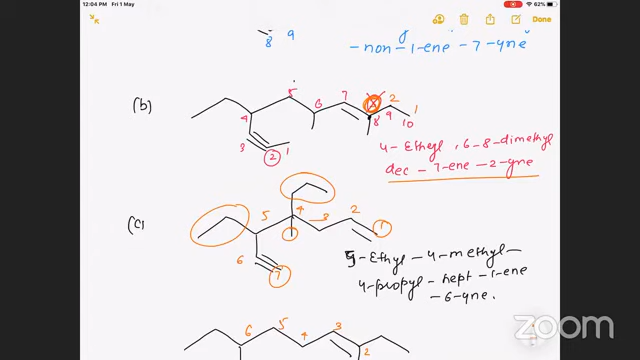 12:04 PM Fri 1 May
Done
8 9
-non-1-ene-7-yne
(b)
5 7 2 1
4 6 8 9 10
3 2 1
4-Ethyl, 6-8-dimethyl
dec-7-ene-2-yne
(c)
5 4 3 2 1
6 7
5-Ethyl-4-methyl-
4-propyl-hept-1-ene
-6-yne.
6 5 4 3 2
zoom